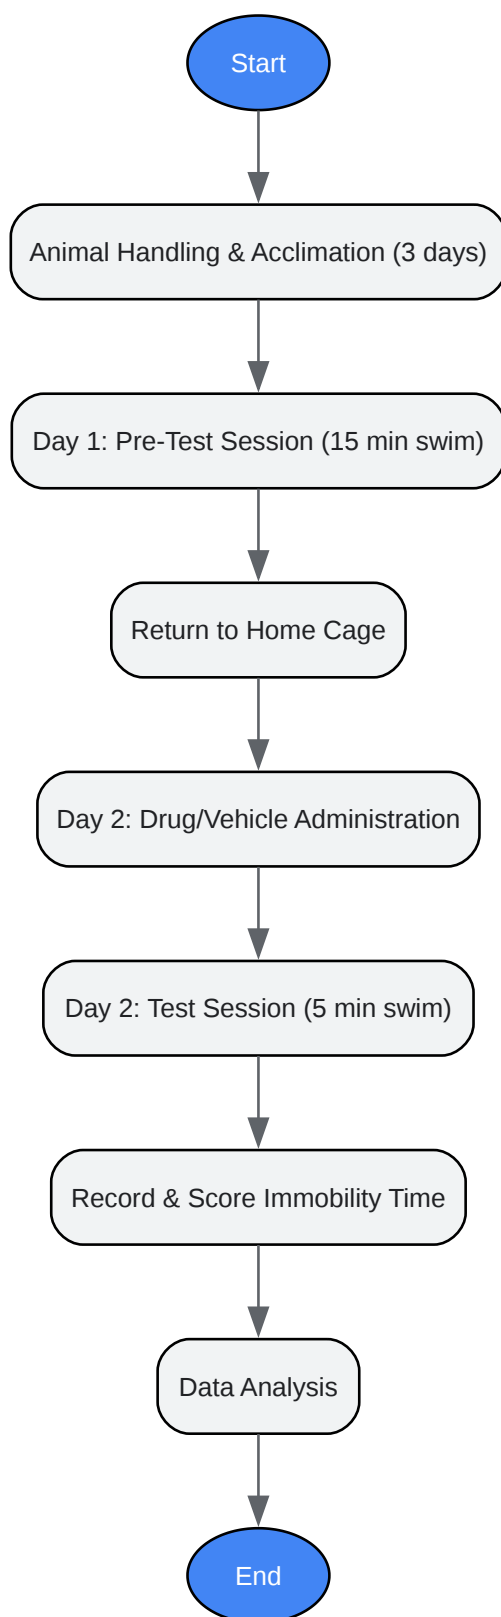 Start
Animal Handling & Acclimation (3 days)
Day 1: Pre-Test Session (15 min swim)
Return to Home Cage
Day 2: Drug/Vehicle Administration
Day 2: Test Session (5 min swim)
Record & Score Immobility Time
Data Analysis
End